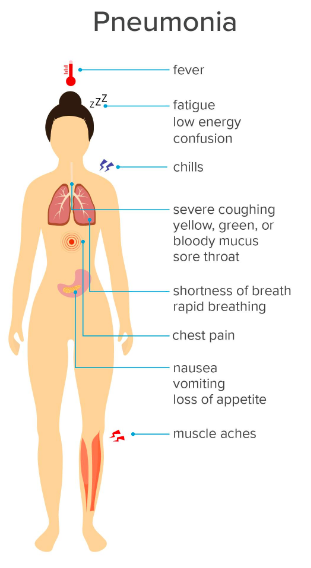 Pneumonia
fever
zzZ
fatigue
low energy
confusion
chills
severe coughing
yellow, green, or
bloody mucus
sore throat
shortness of breath
rapid breathing
chest pain
nausea
vomiting
loss of appetite
muscle aches